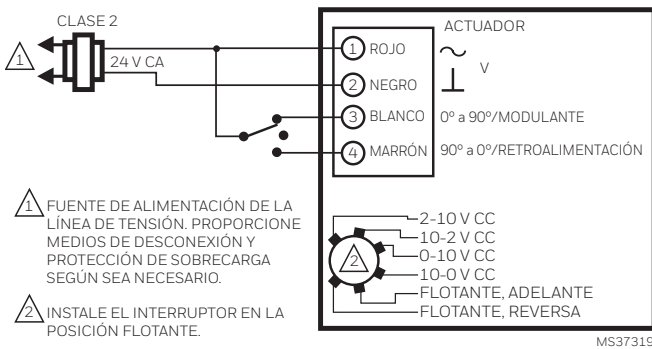 CLASE 2
1
24 V CA
ACTUADOR
1 ROJO
V
2 NEGRO
3 BLANCO 0º a 90º/MODULANTE
4 MARRÓN 90º a 0º/RETROALIMENTACIÓN
1 FUENTE DE ALIMENTACIÓN DE LA
LÍNEA DE TENSIÓN. PROPORCIONE
MEDIOS DE DESCONEXIÓN Y
PROTECCIÓN DE SOBRECARGA
SEGÚN SEA NECESARIO.
2 INSTALE EL INTERRUPTOR EN LA
POSICIÓN FLOTANTE.
2
2-10 V CC
10-2 V CC
0-10 V CC
10-0 V CC
FLOTANTE, ADELANTE
FLOTANTE, REVERSA
MS37319